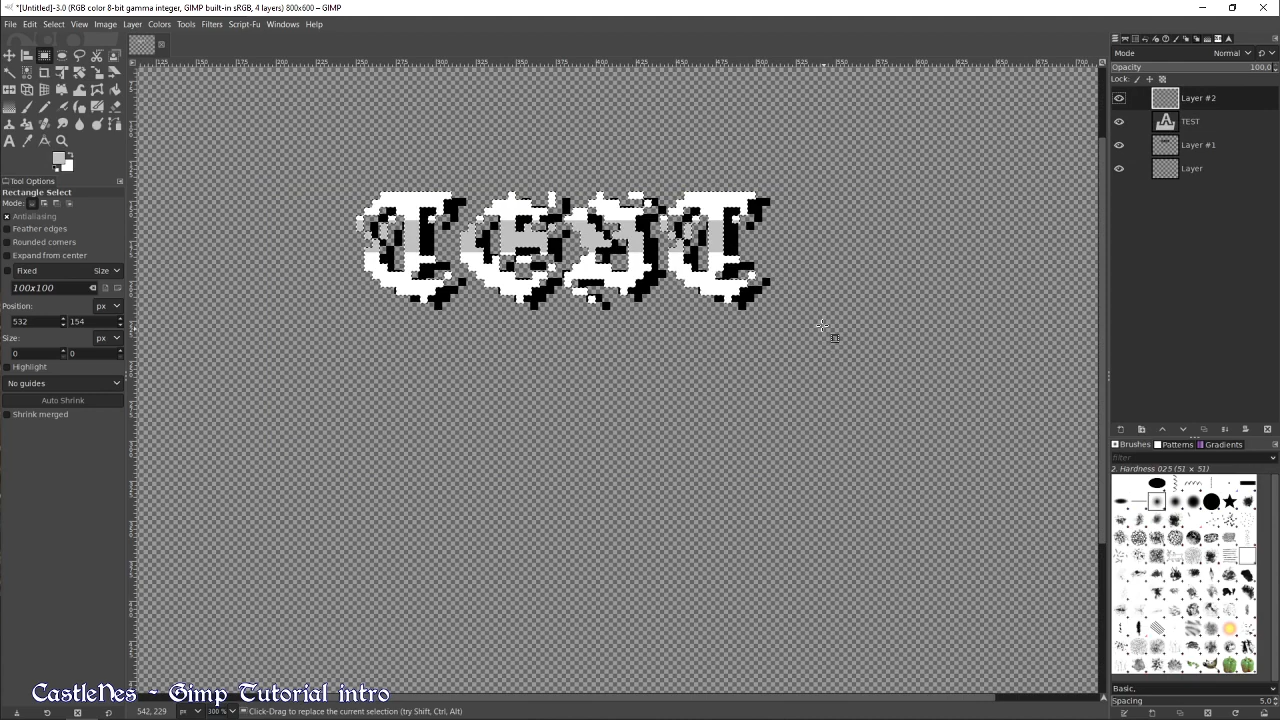 *[Untitled]-3.0 (RGB color 8-bit gamma integer, GIMP built-in sRGB, 4 layers) 800x600 – GIMP
File Edit Select View Image Layer Colors Tools Filters Script-Fu Windows Help
Mode Normal
Opacity 100,0
Lock:
Layer #2
TEST
Layer #1
Layer
Tool Options
Rectangle Select
Mode:
Antialiasing
Feather edges
Rounded corners
Expand from center
Fixed Size
100x100
Position: px
532 154
Size: px
0 0
Highlight
No guides
Auto Shrink
Shrink merged
TEST
Brushes Patterns Gradients
filter
2. Hardness 025 (51 × 51)
Basic,
Spacing 5,0
CastleNes - Gimp Tutorial intro
542, 229 px 300 % Click-Drag to replace the current selection (try Shift, Ctrl, Alt)